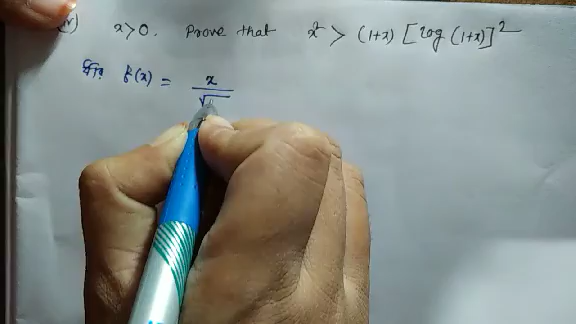 x>0. Prove that x² > (1+x) [log (1+x)]²
f(x) = x / √